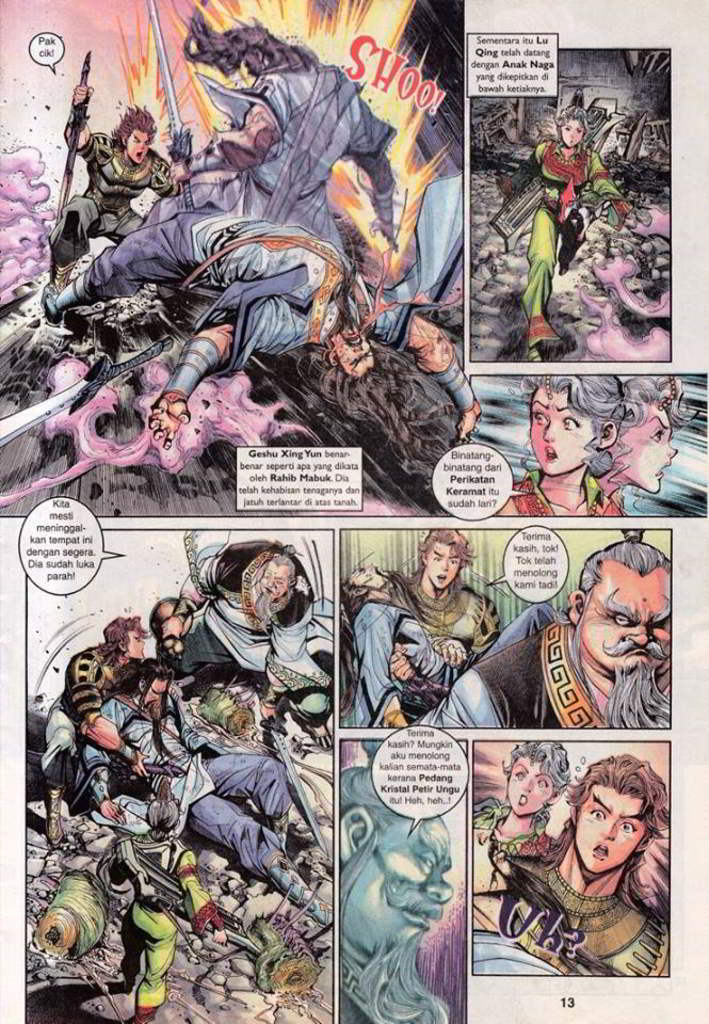 Pak
cik!
SHOO!
Sementara itu Lu
Qing telah datang
dengan Anak Naga
yang dikepitkan di
bawah ketiaknya.
Geshu XingYun benar-
benar seperti apa yang dikata
oleh Rahib Mabuk. Dia
telah kehabisan tenaganya dan
jatuh terlantar di atas tanah.
Binatang-
binatang dari
Perikatan
Keramat itu
sudah lari?
Kita
mesti
meninggal-
kan tempat ini
dengan segera.
Dia sudah luka
parah!
Terima
kasih, tok!
Tok telah
menolong
kami tadi!
Terima
kasih? Mungkin
aku menolong
kalian semata-mata
kerana Pedang
Kristal Petir Ungu
itu! Heh, heh..!
Uh?
13